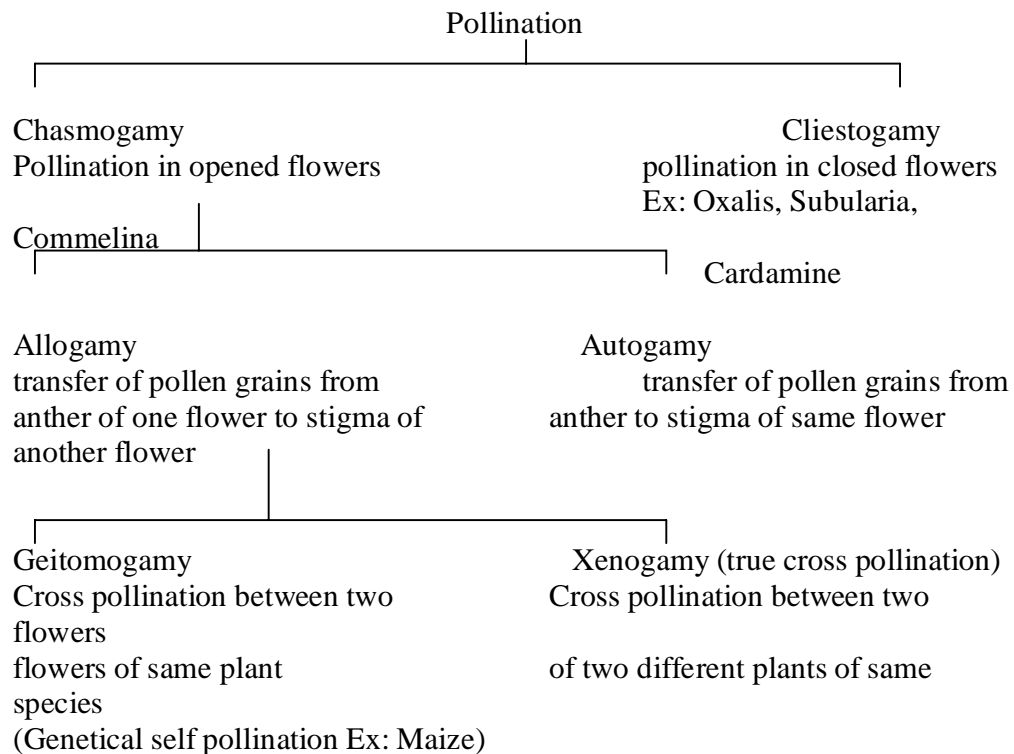 Pollination
Chasmogamy Cliestogamy
Pollination in opened flowers pollination in closed flowers
Ex: Oxalis, Subularia,
Commelina
Cardamine
Allogamy Autogamy
transfer of pollen grains from transfer of pollen grains from
anther of one flower to stigma of anther to stigma of same flower
another flower
Geitomogamy Xenogamy (true cross pollination)
Cross pollination between two Cross pollination between two
flowers
flowers of same plant of two different plants of same
species
(Genetical self pollination Ex: Maize)